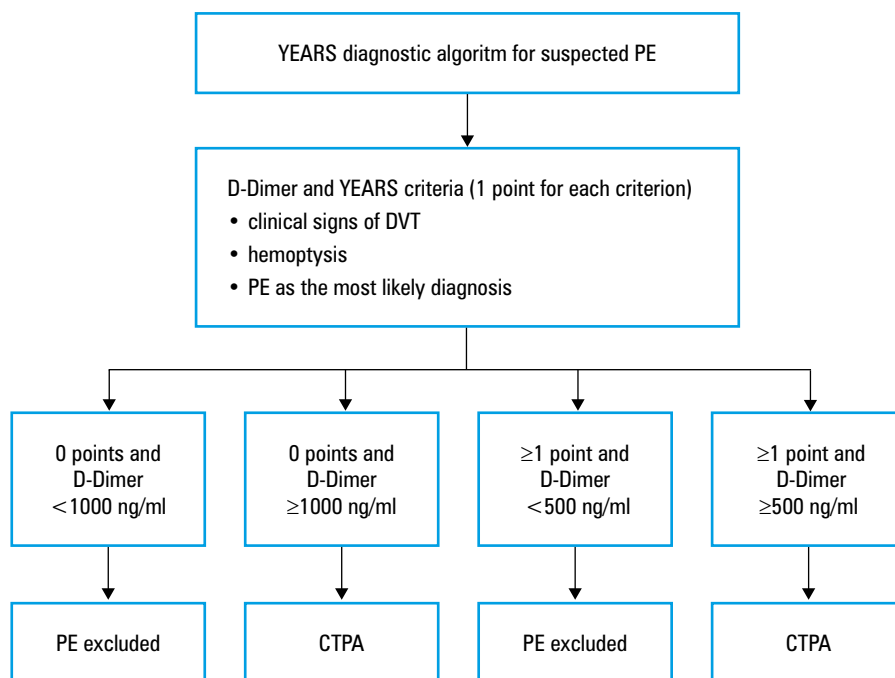 YEARS diagnostic algoritm for suspected PE
D-Dimer and YEARS criteria (1 point for each criterion)
• clinical signs of DVT
• hemoptysis
• PE as the most likely diagnosis
0 points and
D-Dimer
<1000 ng/ml
0 points and
D-Dimer
≥1000 ng/ml
≥1 point and
D-Dimer
<500 ng/ml
≥1 point and
D-Dimer
≥500 ng/ml
PE excluded
CTPA
PE excluded
CTPA